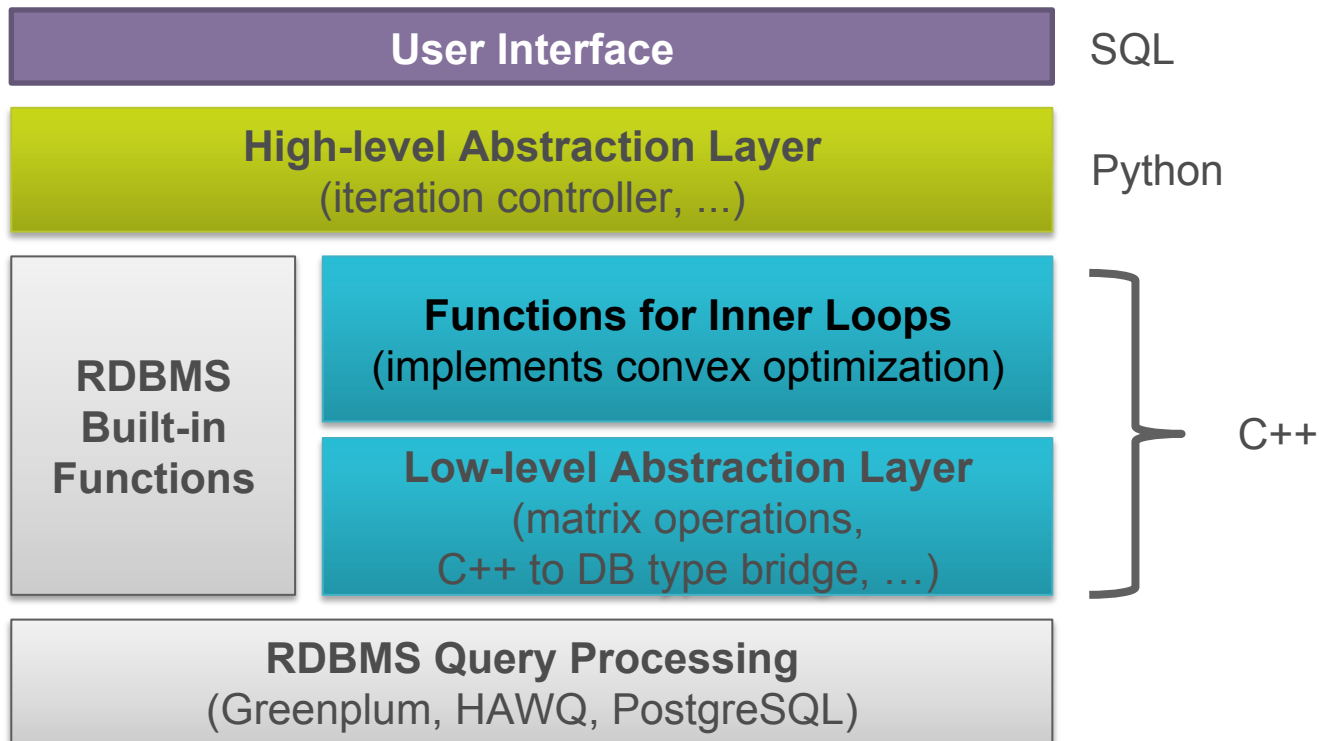 User Interface
SQL
High-level Abstraction Layer
(iteration controller, ...)
Python
RDBMS
Built-in
Functions
Functions for Inner Loops
(implements convex optimization)
Low-level Abstraction Layer
(matrix operations,
C++ to DB type bridge, …)
C++
RDBMS Query Processing
(Greenplum, HAWQ, PostgreSQL)